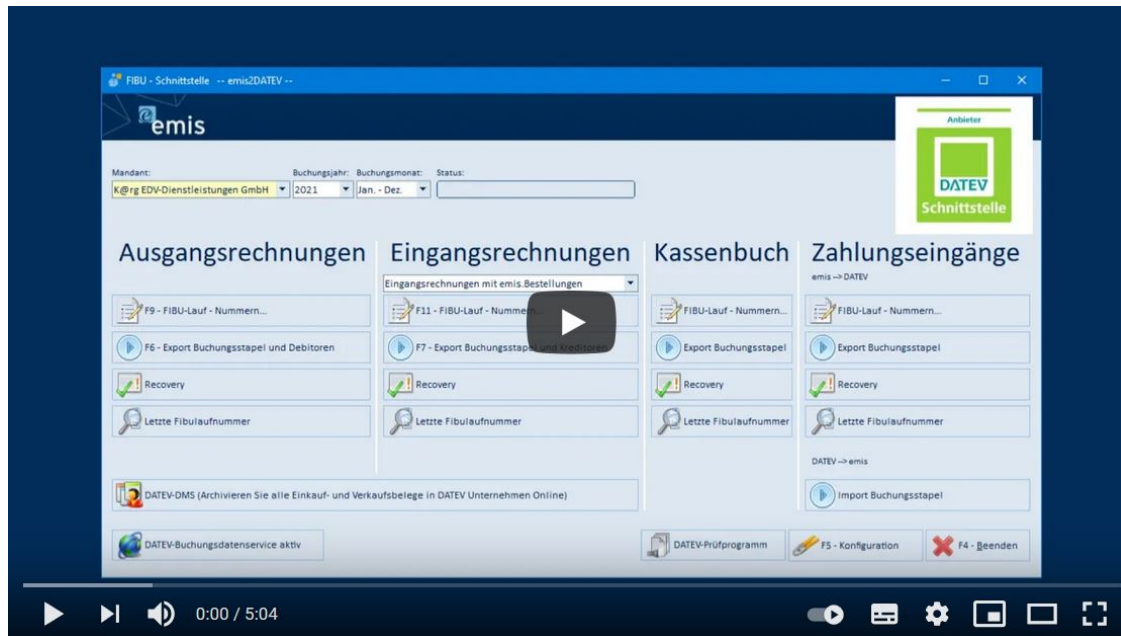 FIBU - Schnittstelle -- emis2DATEV --
emis
Anbieter
DATEV
Schnittstelle
Mandant: Buchungsjahr: Buchungsmonat: Status:
K@rg EDV-Dienstleistungen GmbH 2021 Jan. - Dez.
Ausgangsrechnungen Eingangsrechnungen Kassenbuch Zahlungseingänge
emis --> DATEV
Eingangsrechnungen mit emis.Bestellungen
F9 - FIBU-Lauf - Nummern... F11 - FIBU-Lauf - FIBU-Lauf - Nummern... FIBU-Lauf - Nummern...
F6 - Export Buchungsstapel und Debitoren F7 - Export Buchungsstapel und Kreditoren Export Buchungsstapel Export Buchungsstapel
Recovery Recovery Recovery Recovery
Letzte Fibulaufnummer Letzte Fibulaufnummer Letzte Fibulaufnummer Letzte Fibulaufnummer
DATEV --> emis
DATEV-DMS (Archivieren Sie alle Einkauf- und Verkaufsbelege in DATEV Unternehmen Online) Import Buchungsstapel
DATEV-Buchungsdatenservice aktiv DATEV-Prüfprogramm F5 - Konfiguration F4 - Beenden
0:00 / 5:04